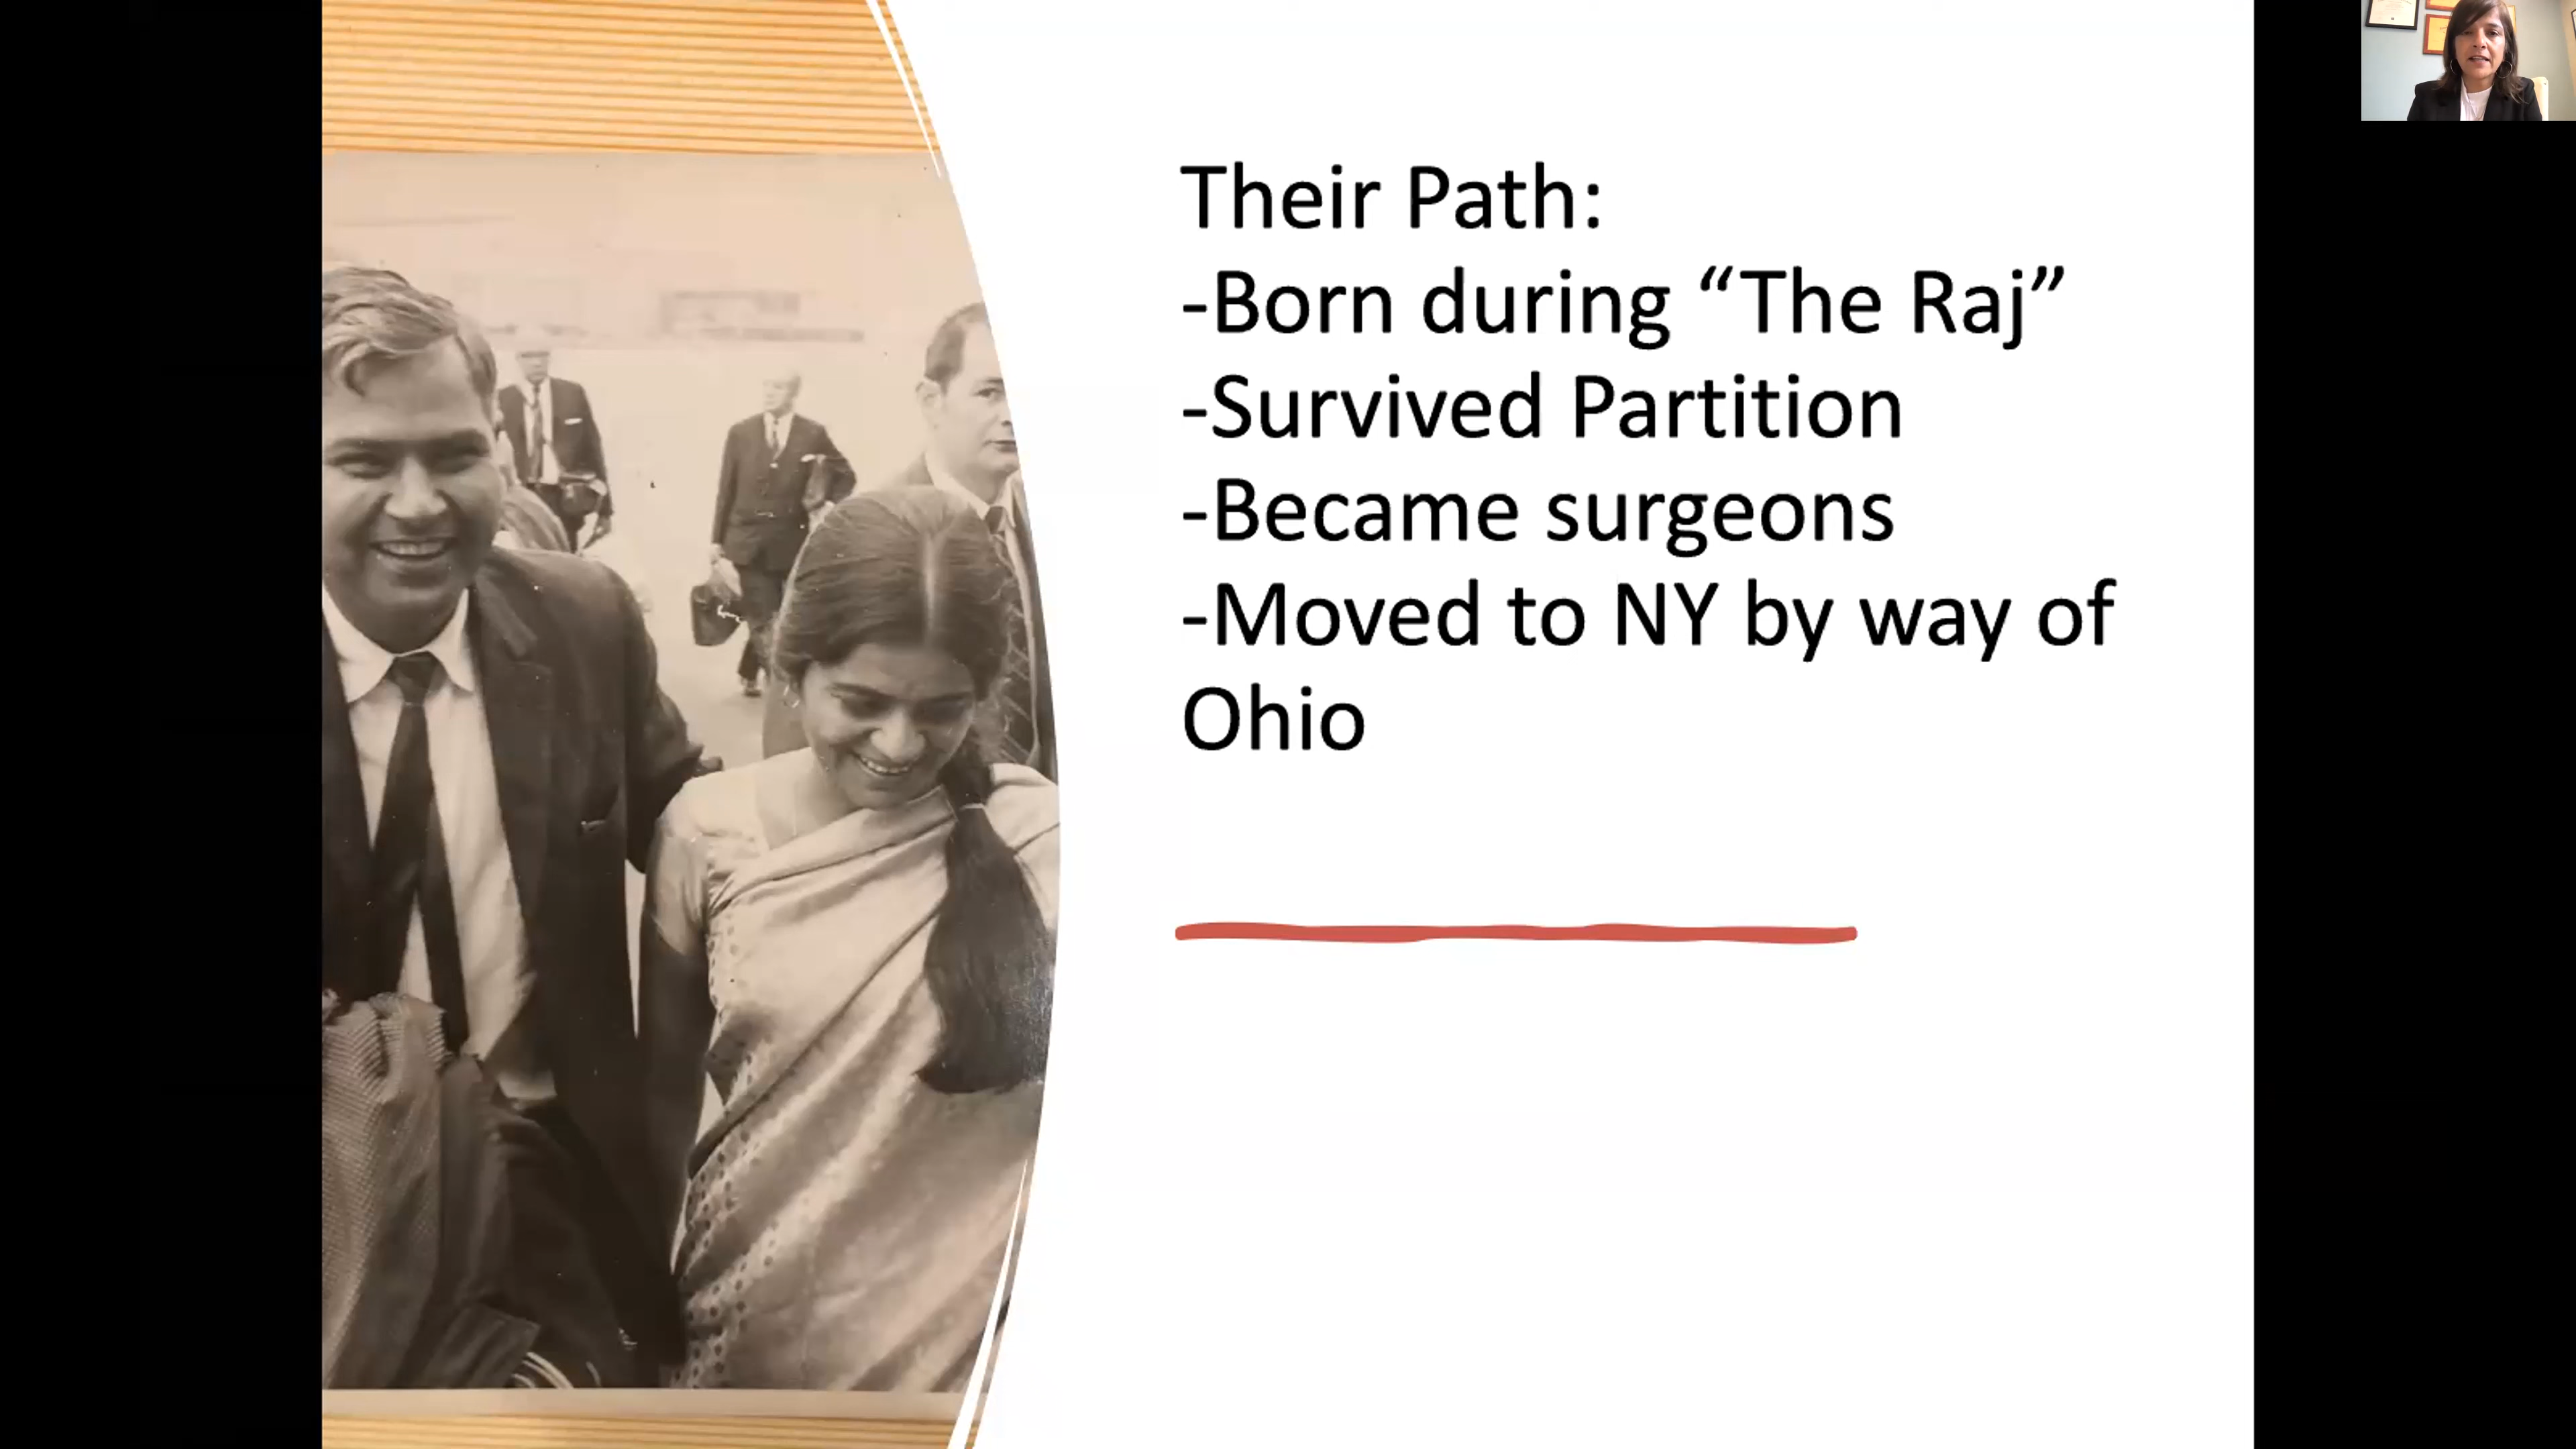 Their Path:
-Born during “The Raj”
-Survived Partition
-Became surgeons
-Moved to NY by way of
Ohio